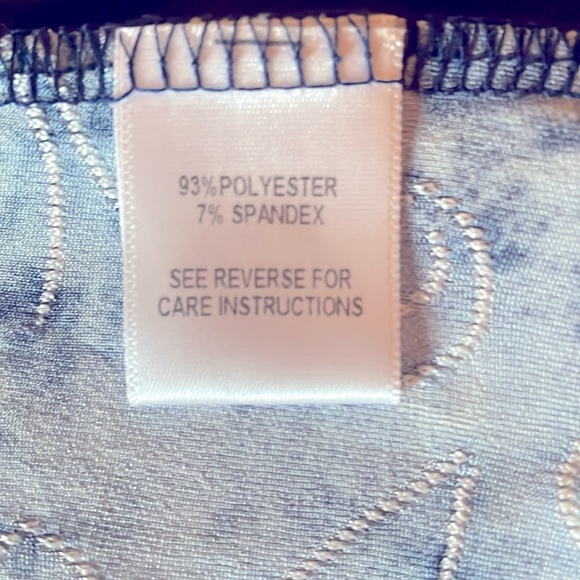 93%POLYESTER
7% SPANDEX
SEE REVERSE FOR
CARE INSTRUCTIONS